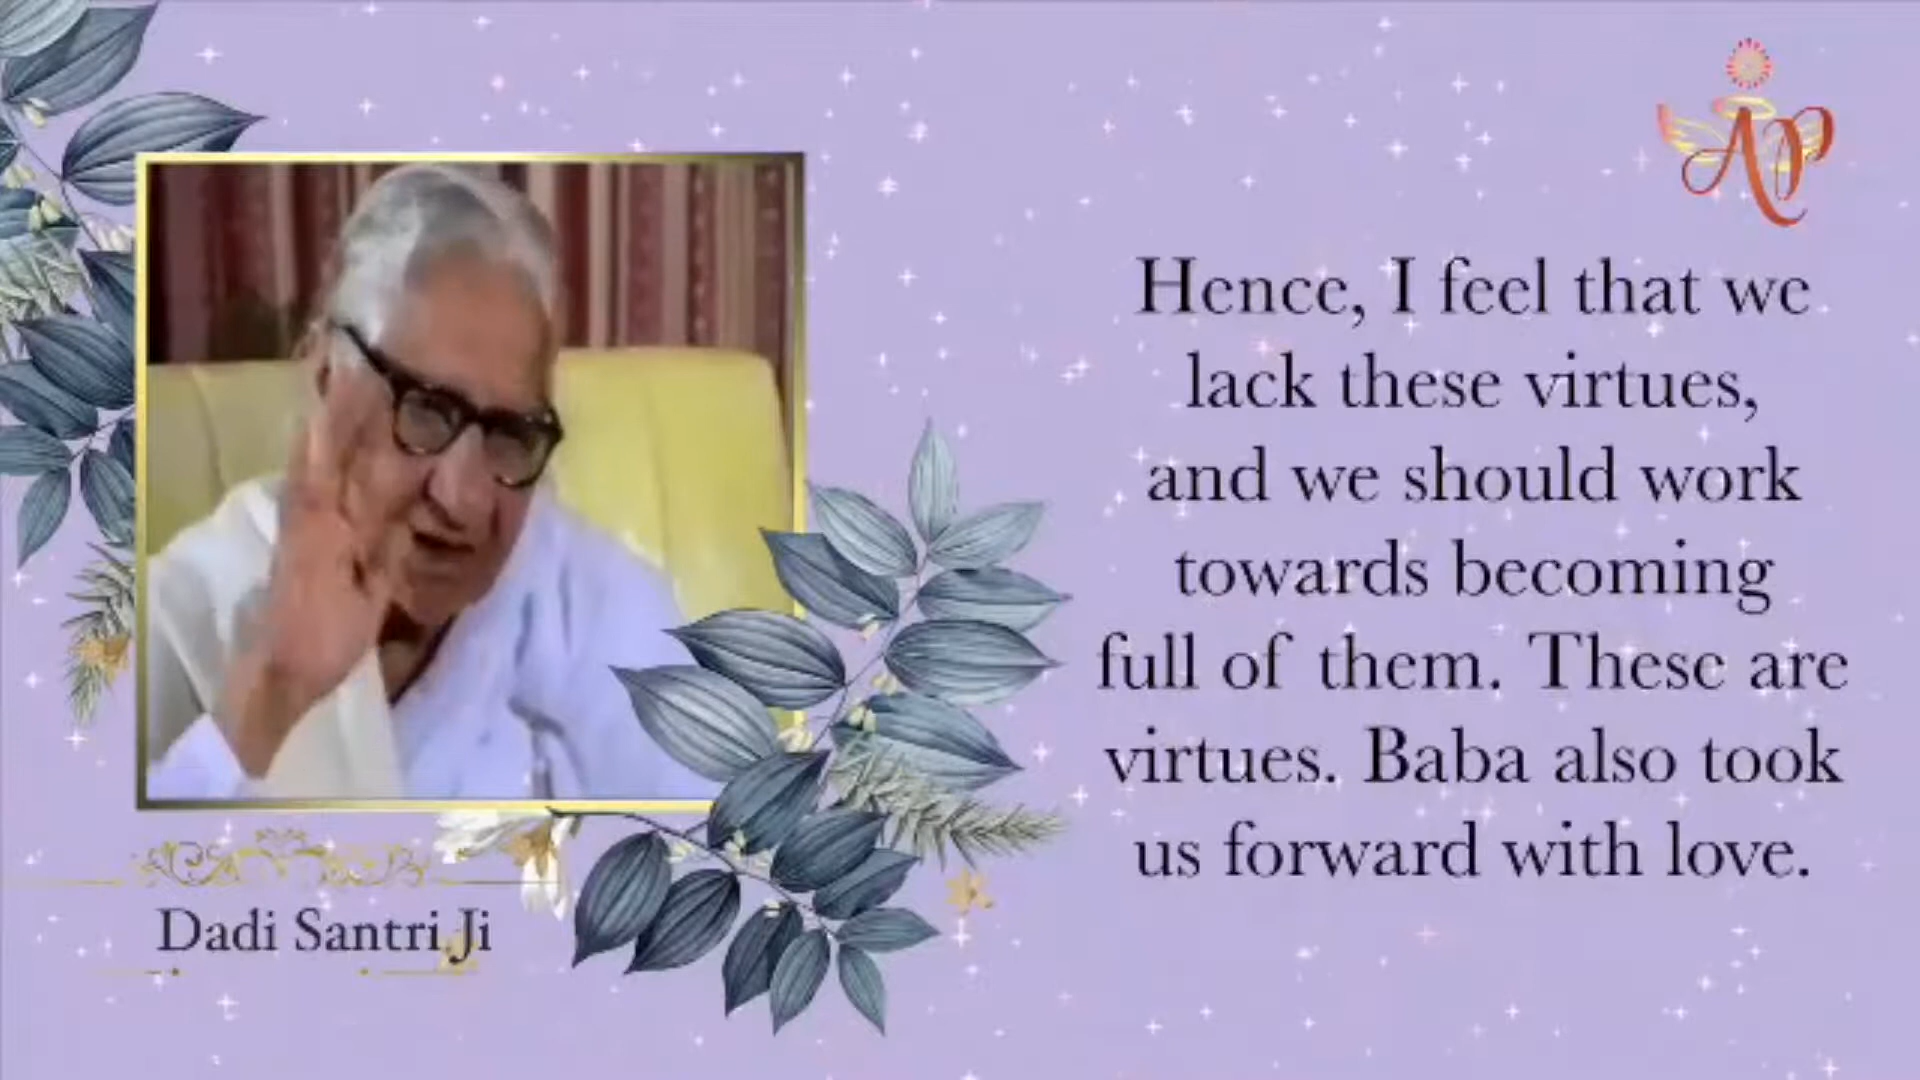 AP
Hence, I feel that we
lack these virtues,
and we should work
towards becoming
full of them. These are
virtues. Baba also took
us forward with love.
Dadi Santri Ji